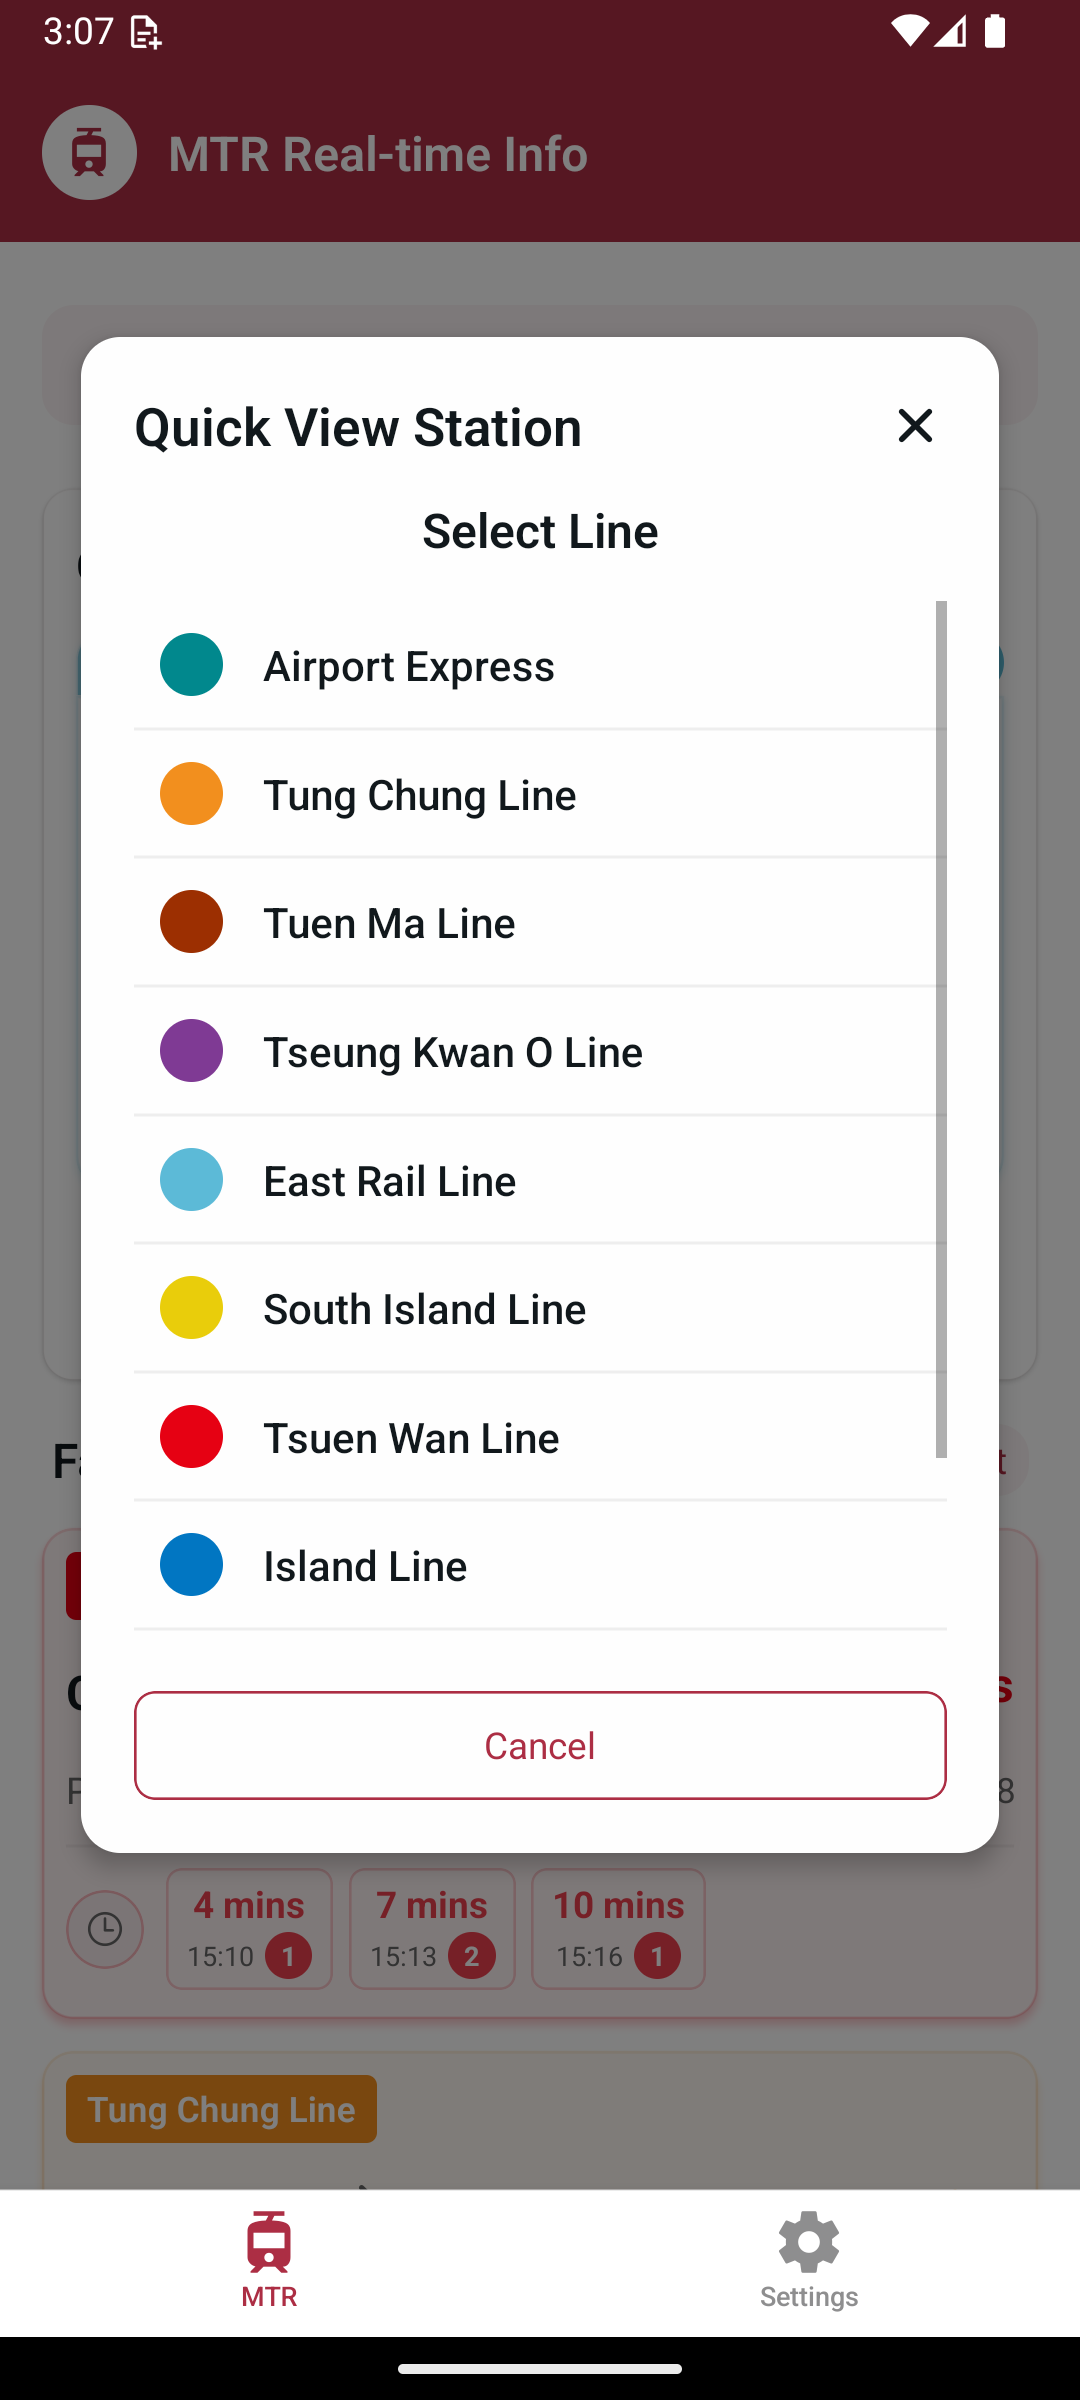 3:07
MTR Real-time Info
Quick View Station
Select Line
Airport Express
Tung Chung Line
Tuen Ma Line
Tseung Kwan O Line
East Rail Line
South Island Line
Tsuen Wan Line
Island Line
Cancel
4 mins
15:10 1
7 mins
15:13 2
10 mins
15:16 1
Tung Chung Line
MTR
Settings